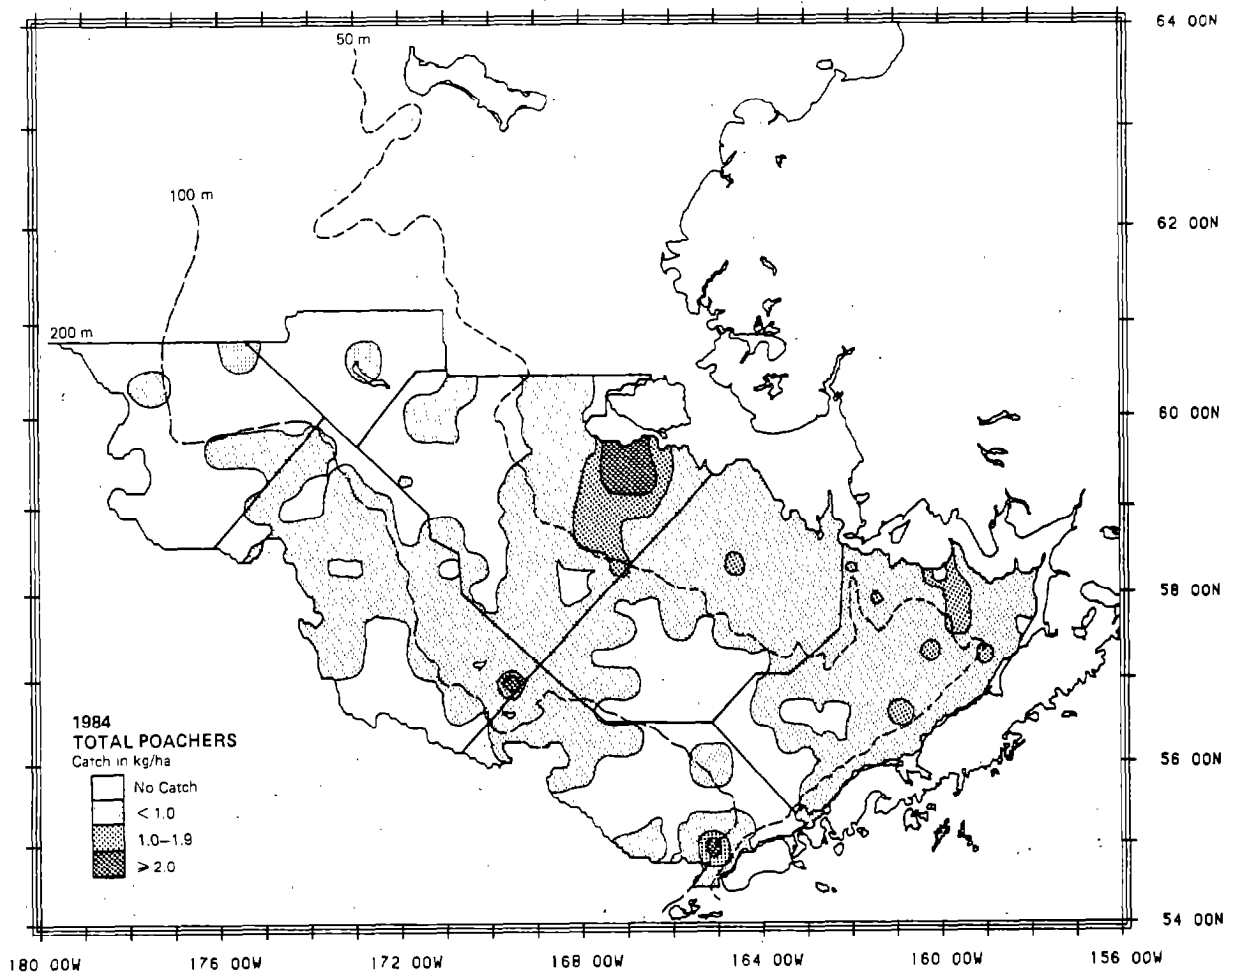 64 00N
50 m
100 m
62 00N
200 m
60 00N
58 00N
1984
TOTAL POACHERS
Catch in kg/ha
No Catch
< 1.0
1.0–1.9
⩾ 2.0
56 00N
54 00N
180 00W 176 00W 172 00W 168 00W 164 00W 160 00W 156 00W